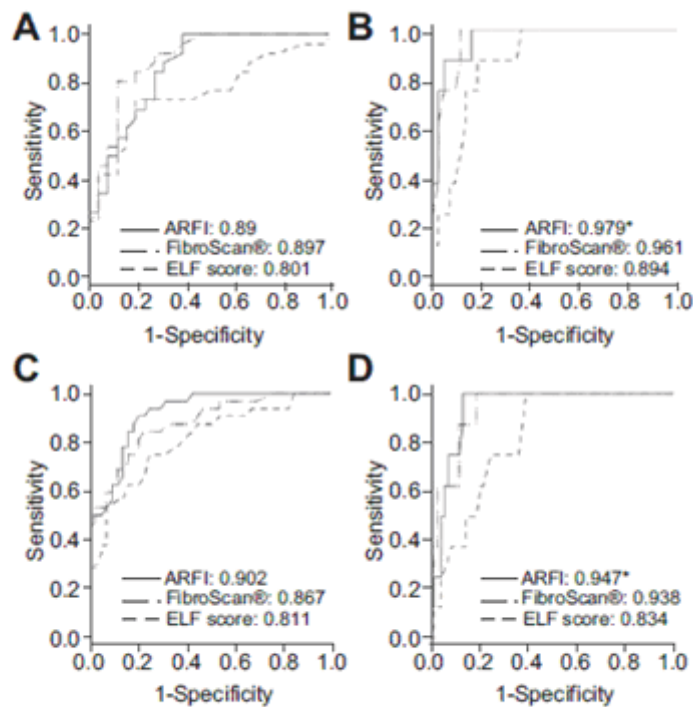 A
1.0
0.8
0.6
0.4
0.2
0.0
Sensitivity
ARFI: 0.89
FibroScan®: 0.897
ELF score: 0.801
0.0 0.2 0.4 0.6 0.8 1.0
1-Specificity
B
1.0
0.8
0.6
0.4
0.2
0.0
Sensitivity
ARFI: 0.979*
FibroScan®: 0.961
ELF score: 0.894
0.0 0.2 0.4 0.6 0.8 1.0
1-Specificity
C
1.0
0.8
0.6
0.4
0.2
0.0
Sensitivity
ARFI: 0.902
FibroScan®: 0.867
ELF score: 0.811
0.0 0.2 0.4 0.6 0.8 1.0
1-Specificity
D
1.0
0.8
0.6
0.4
0.2
0.0
Sensitivity
ARFI: 0.947*
FibroScan®: 0.938
ELF score: 0.834
0.0 0.2 0.4 0.6 0.8 1.0
1-Specificity